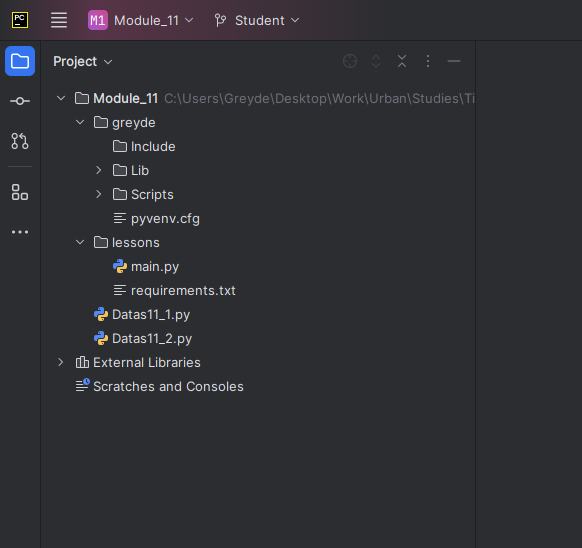 PC
M1 Module_11 Student
Project
Module_11 C:\Users\Greyde\Desktop\Work\Urban\Studies\Ti
greyde
Include
Lib
Scripts
pyvenv.cfg
lessons
main.py
requirements.txt
Datas11_1.py
Datas11_2.py
External Libraries
Scratches and Consoles